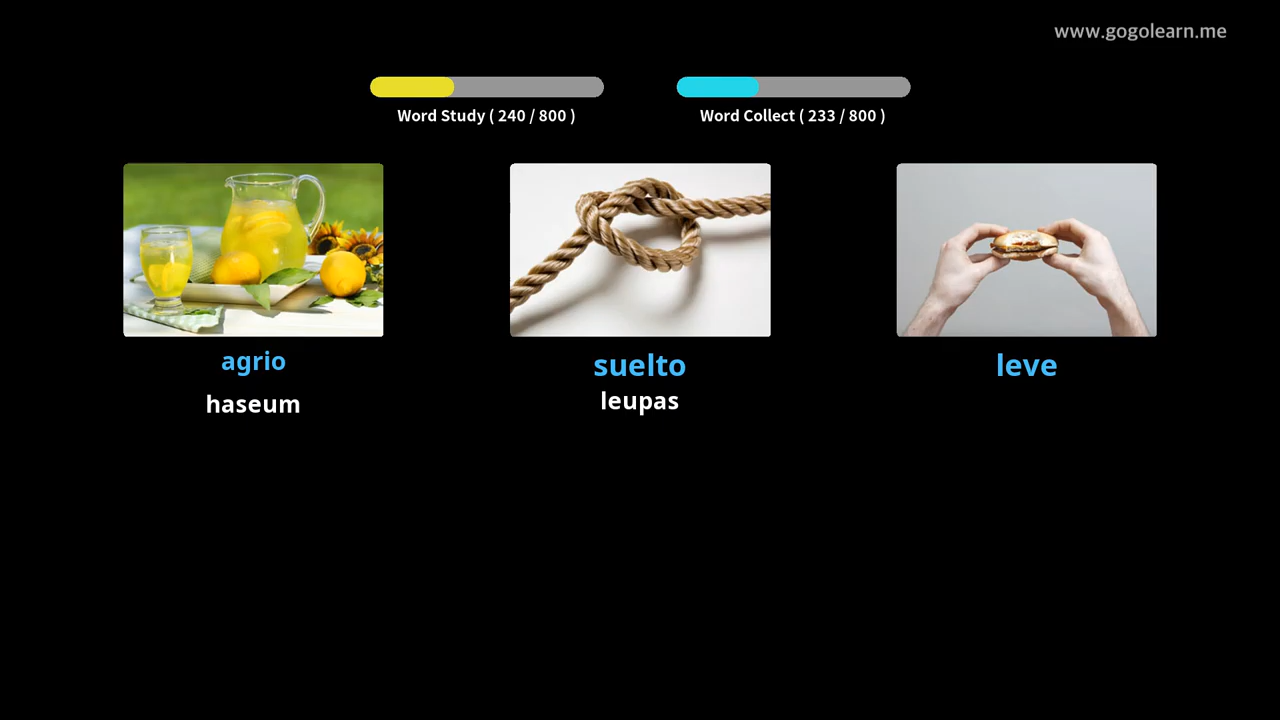 www.gogolearn.me
Word Study ( 240 / 800 )
Word Collect ( 233 / 800 )
agrio
suelto
leve
haseum
leupas